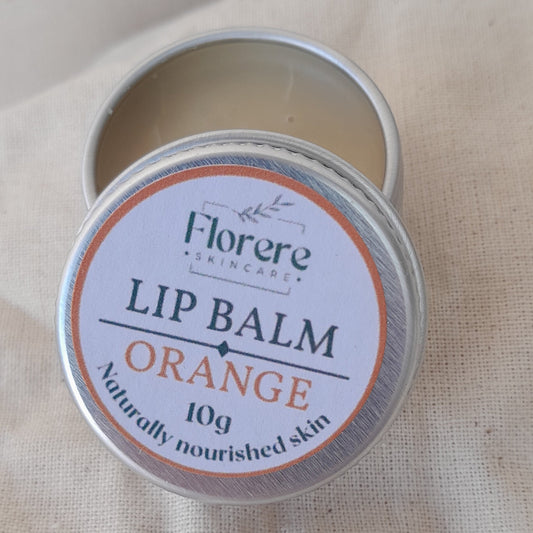 Florere
SKINCARE
LIP BALM
ORANGE
10g
Naturally nourished skin